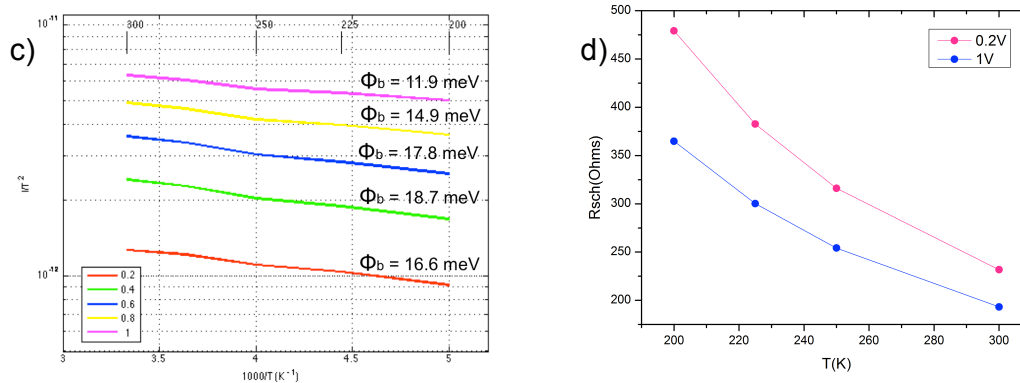 c)
10⁻¹¹
300 250 225 200
Φb = 11.9 meV
Φb = 14.9 meV
Φb = 17.8 meV
Φb = 18.7 meV
Φb = 16.6 meV
I/T²
10⁻¹²
0.2
0.4
0.6
0.8
1
3 3.5 4 4.5 5
1000/T (K⁻¹)
d)
0.2V
1V
500
450
400
350
300
250
200
Rsch(Ohms)
200 220 240 260 280 300
T(K)